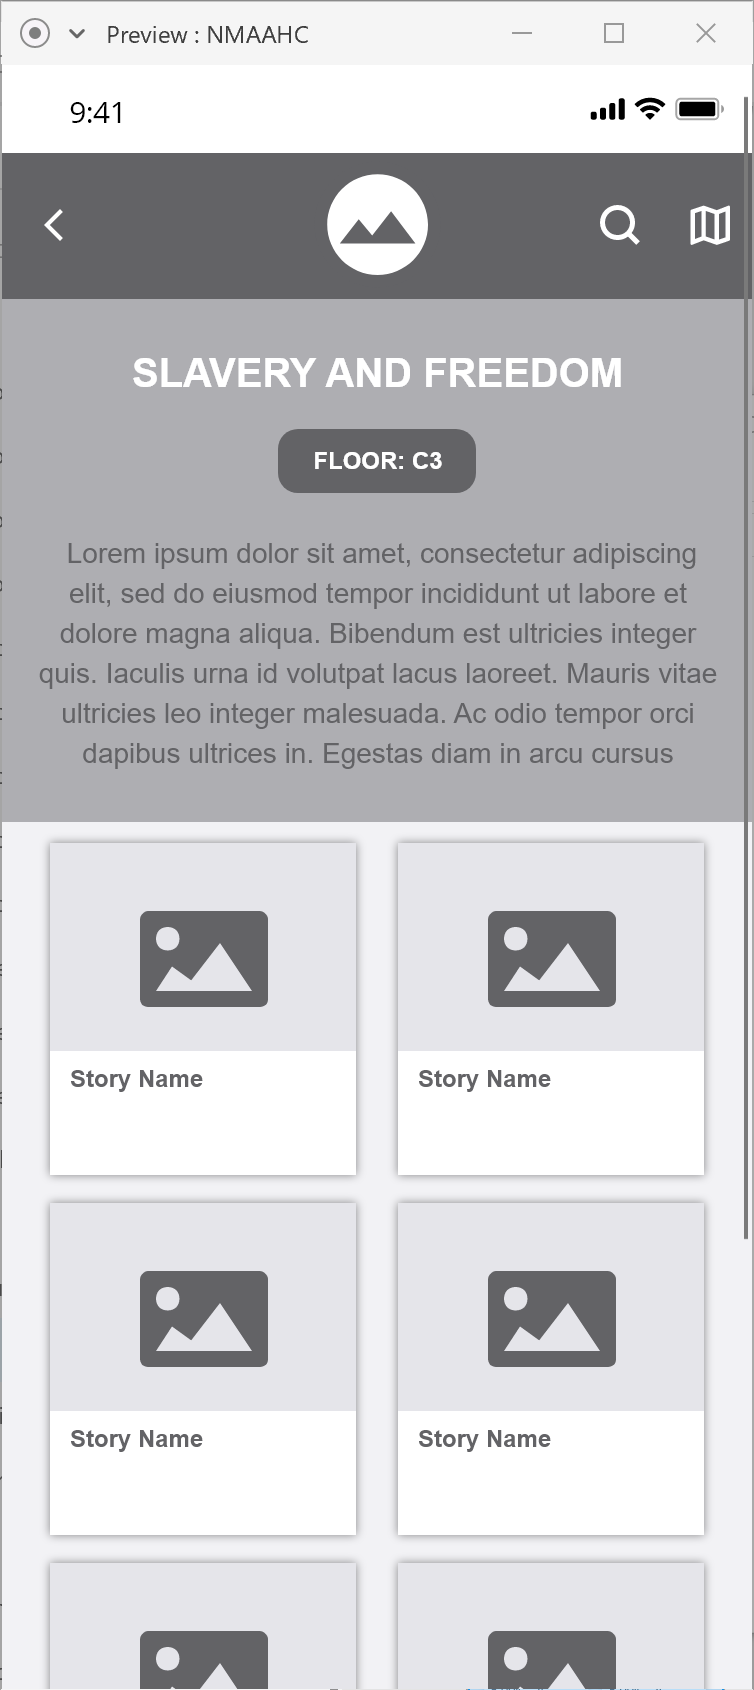 Preview : NMAAHC
9:41
SLAVERY AND FREEDOM
FLOOR: C3
Lorem ipsum dolor sit amet, consectetur adipiscing
elit, sed do eiusmod tempor incididunt ut labore et
dolore magna aliqua. Bibendum est ultricies integer
quis. Iaculis urna id volutpat lacus laoreet. Mauris vitae
ultricies leo integer malesuada. Ac odio tempor orci
dapibus ultrices in. Egestas diam in arcu cursus
Story Name
Story Name
Story Name
Story Name